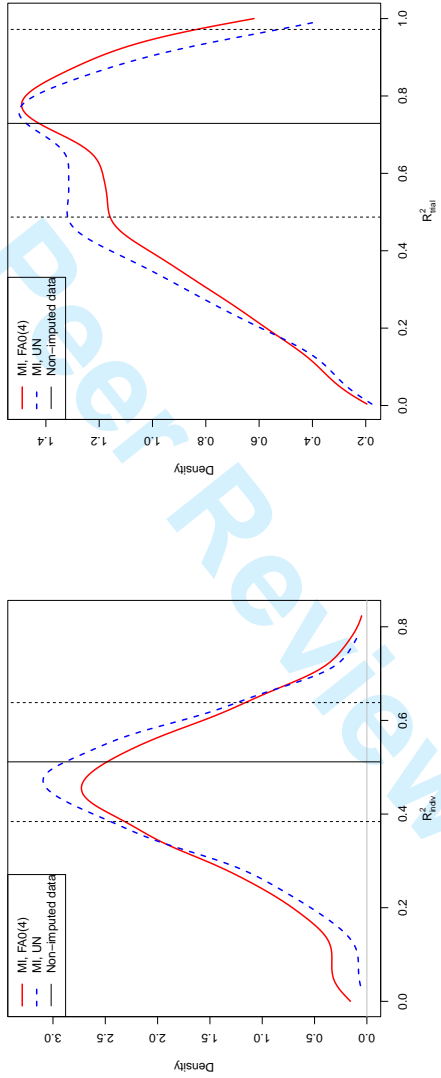 MI, FA0(4)
MI, UN
Non−imputed data
Density
0.0 0.5 1.0 1.5 2.0 2.5 3.0
0.0 0.2 0.4 0.6 0.8
R²indiv.
MI, FA0(4)
MI, UN
Non−imputed data
Density
0.2 0.4 0.6 0.8 1.0 1.2 1.4
0.0 0.2 0.4 0.6 0.8 1.0
R²trial
Peer Review